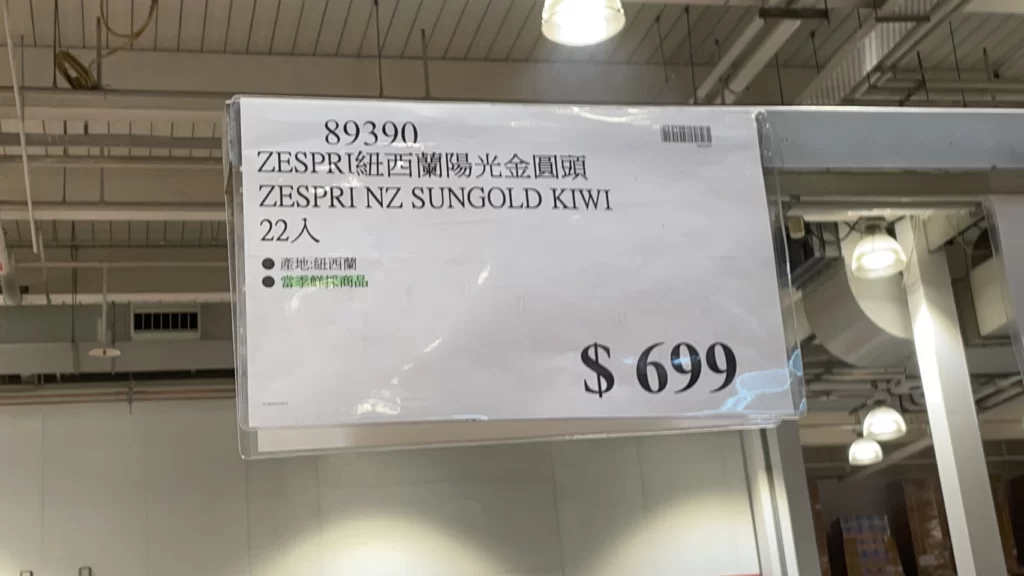 89390
ZESPRI紐西蘭陽光金圓頭
ZESPRI NZ SUNGOLD KIWI
22入
● 產地:紐西蘭
● 當季鮮採商品
$ 699